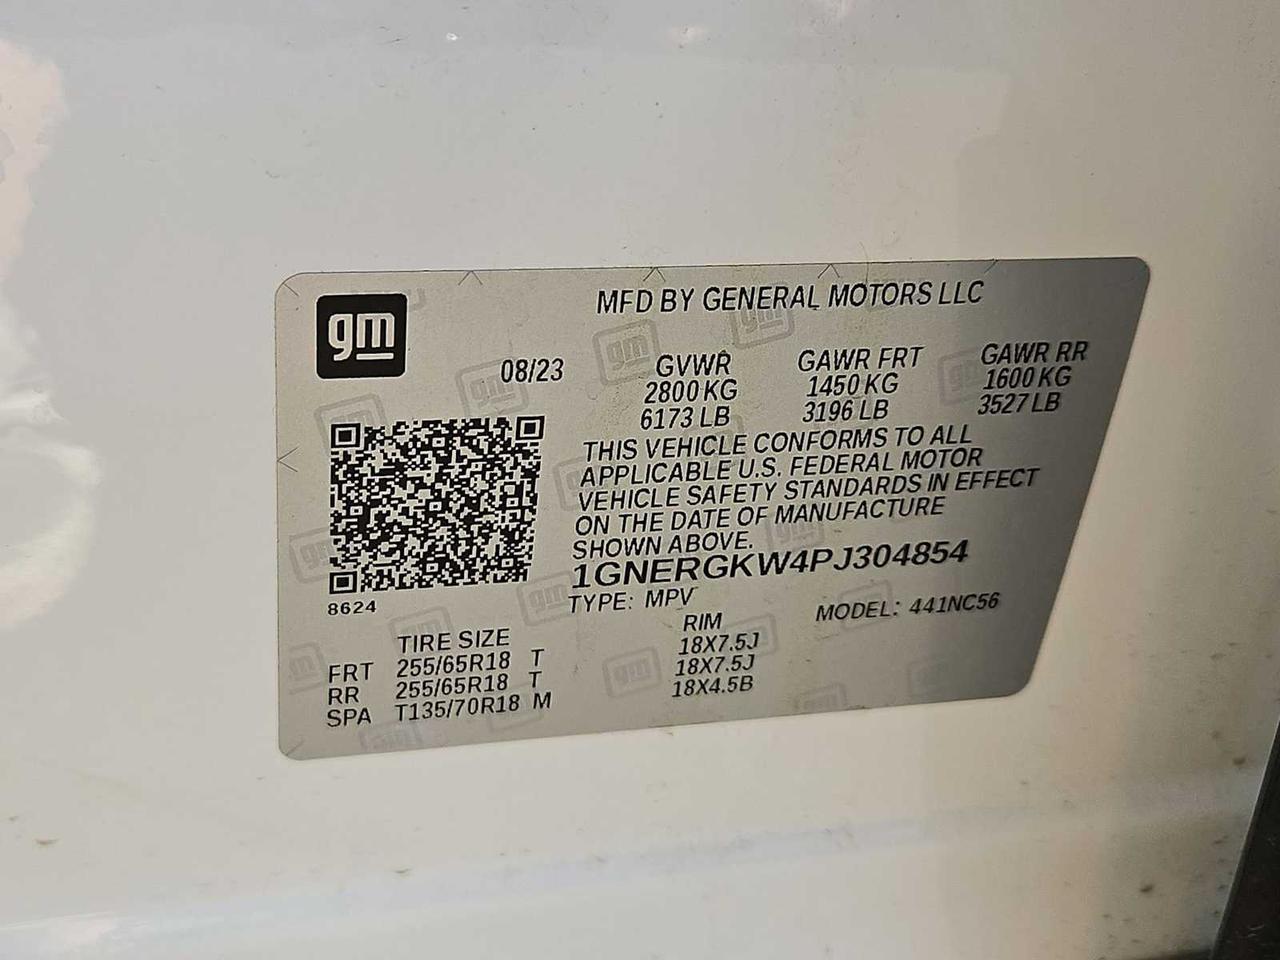 gm
MFD BY GENERAL MOTORS LLC
08/23 GVWR GAWR FRT GAWR RR
2800 KG 1450 KG 1600 KG
6173 LB 3196 LB 3527 LB
THIS VEHICLE CONFORMS TO ALL
APPLICABLE U.S. FEDERAL MOTOR
VEHICLE SAFETY STANDARDS IN EFFECT
ON THE DATE OF MANUFACTURE
SHOWN ABOVE.
1GNERGKW4PJ304854
8624
TYPE: MPV MODEL: 441NC56
TIRE SIZE RIM
FRT 255/65R18 T 18X7.5J
RR 255/65R18 T 18X7.5J
SPA T135/70R18 M 18X4.5B